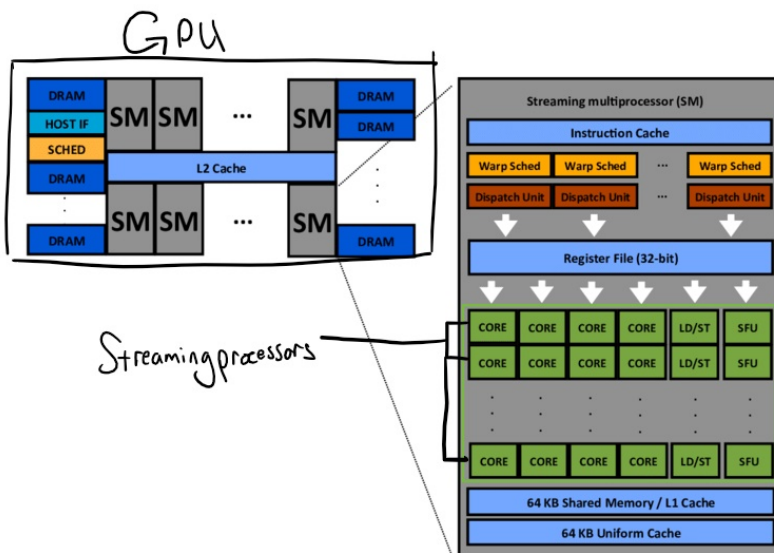 GPU
DRAM
HOST IF
SCHED
DRAM
DRAM
SM SM ... SM
L2 Cache
SM SM ... SM
DRAM
DRAM
DRAM
Streaming processors
Streaming multiprocessor (SM)
Instruction Cache
Warp Sched Warp Sched ... Warp Sched
Dispatch Unit Dispatch Unit ... Dispatch Unit
Register File (32-bit)
CORE CORE CORE CORE LD/ST SFU
CORE CORE CORE CORE LD/ST SFU
CORE CORE CORE CORE LD/ST SFU
64 KB Shared Memory / L1 Cache
64 KB Uniform Cache